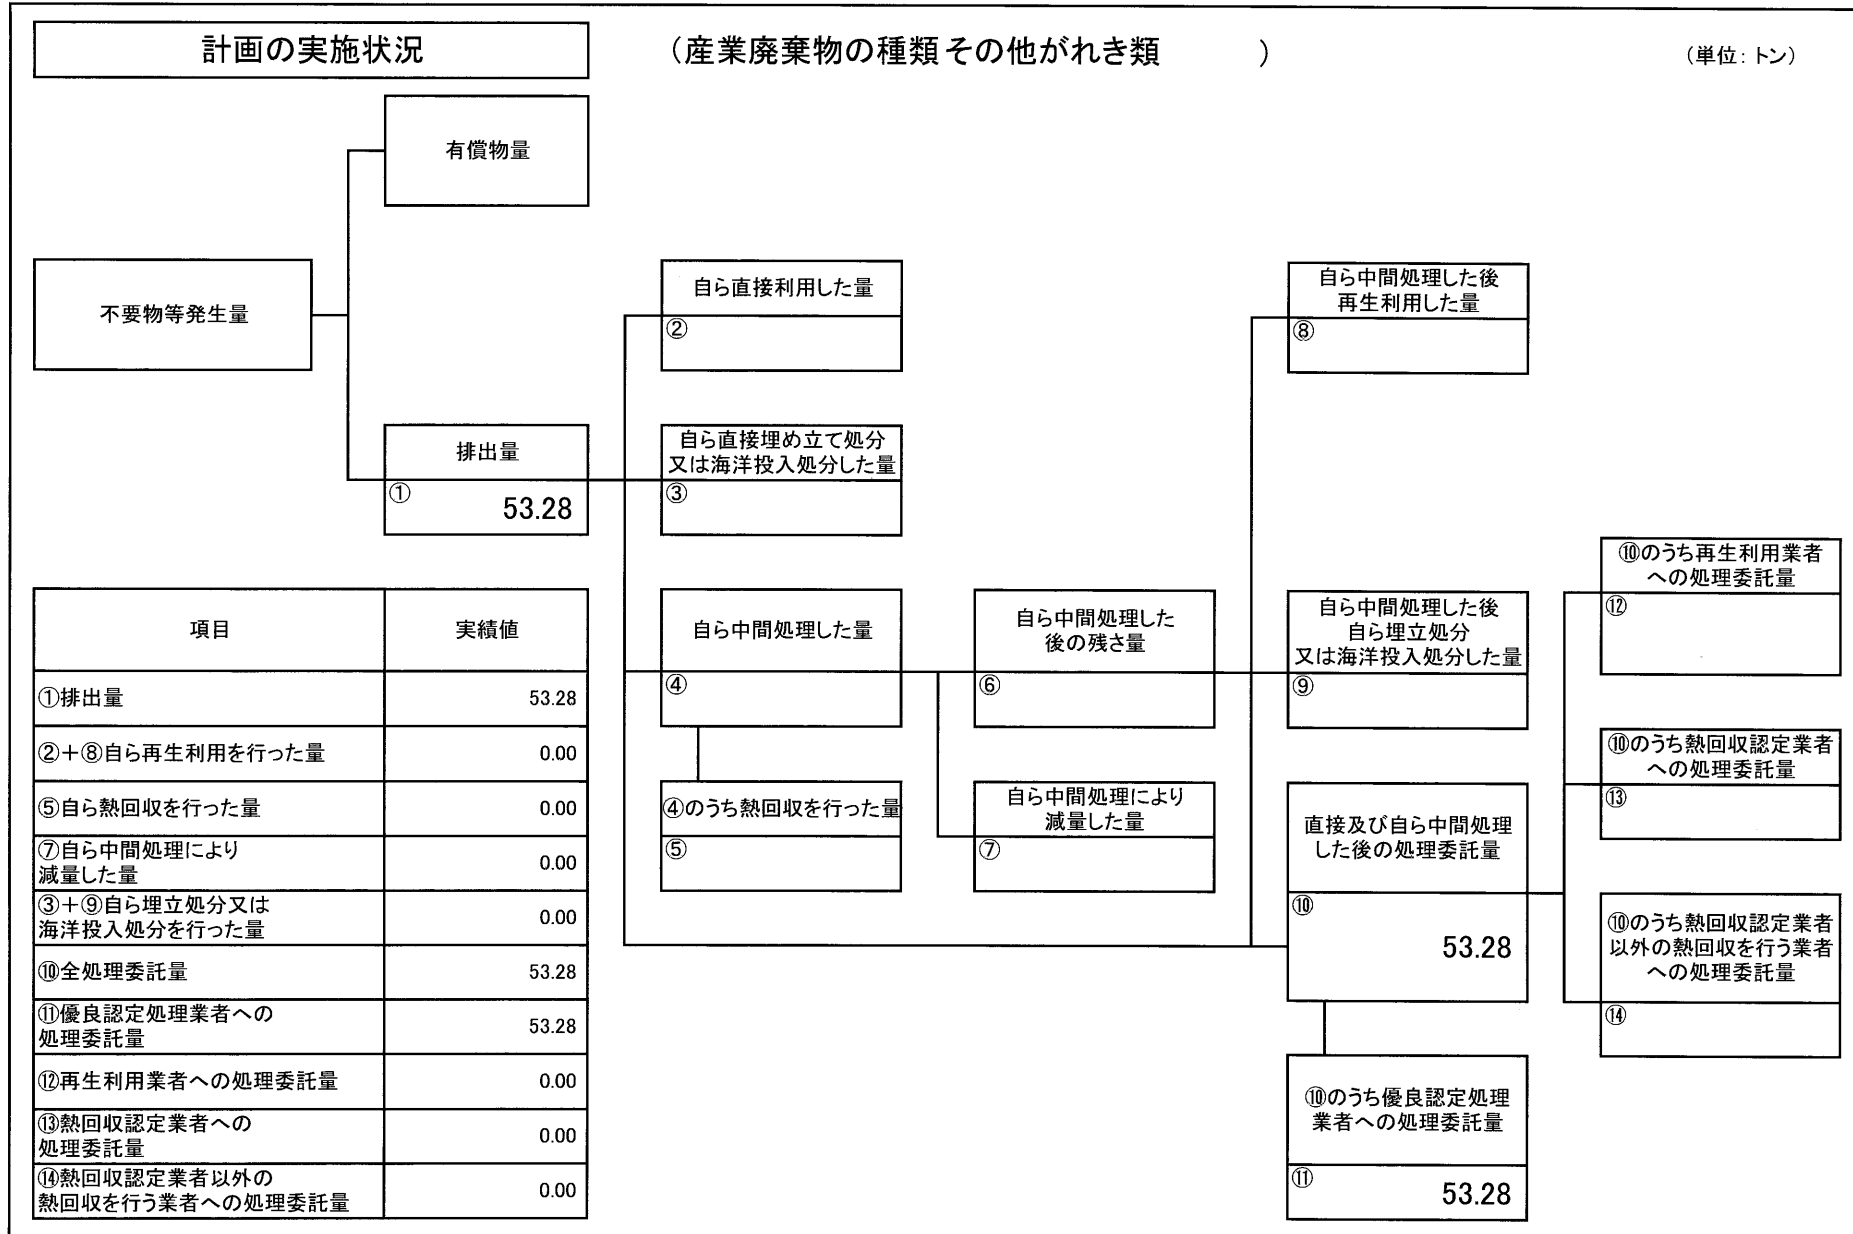 計画の実施状況
（産業廃棄物の種類 その他がれき類　　　）
（単位：トン）
有償物量
不要物等発生量
排出量
①
53.28
自ら直接利用した量
②
自ら直接埋め立て処分
又は海洋投入処分した量
③
自ら中間処理した量
④
④のうち熱回収を行った量
⑤
自ら中間処理した
後の残さ量
⑥
自ら中間処理により
減量した量
⑦
自ら中間処理した後
再生利用した量
⑧
自ら中間処理した後
自ら埋立処分
又は海洋投入処分した量
⑨
直接及び自ら中間処理
した後の処理委託量
⑩
53.28
⑩のうち優良認定処理
業者への処理委託量
⑪
53.28
⑩のうち再生利用業者
への処理委託量
⑫
⑩のうち熱回収認定業者
への処理委託量
⑬
⑩のうち熱回収認定業者
以外の熱回収を行う業者
への処理委託量
⑭
項目 実績値
①排出量 53.28
②＋⑧自ら再生利用を行った量 0.00
⑤自ら熱回収を行った量 0.00
⑦自ら中間処理により
減量した量 0.00
③＋⑨自ら埋立処分又は
海洋投入処分を行った量 0.00
⑩全処理委託量 53.28
⑪優良認定処理業者への
処理委託量 53.28
⑫再生利用業者への処理委託量 0.00
⑬熱回収認定業者への
処理委託量 0.00
⑭熱回収認定業者以外の
熱回収を行う業者への処理委託量 0.00